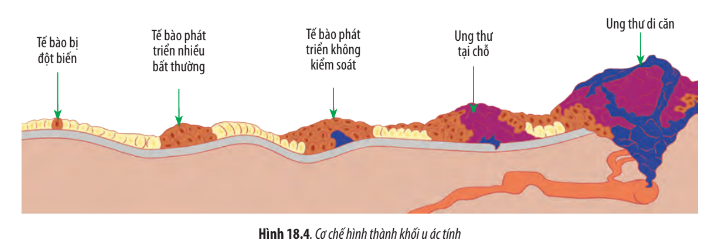 Tế bào bị
đột biến
Tế bào phát
triển nhiều
bất thường
Tế bào phát
triển không
kiểm soát
Ung thư
tại chỗ
Ung thư di căn
Hình 18.4. Cơ chế hình thành khối u ác tính